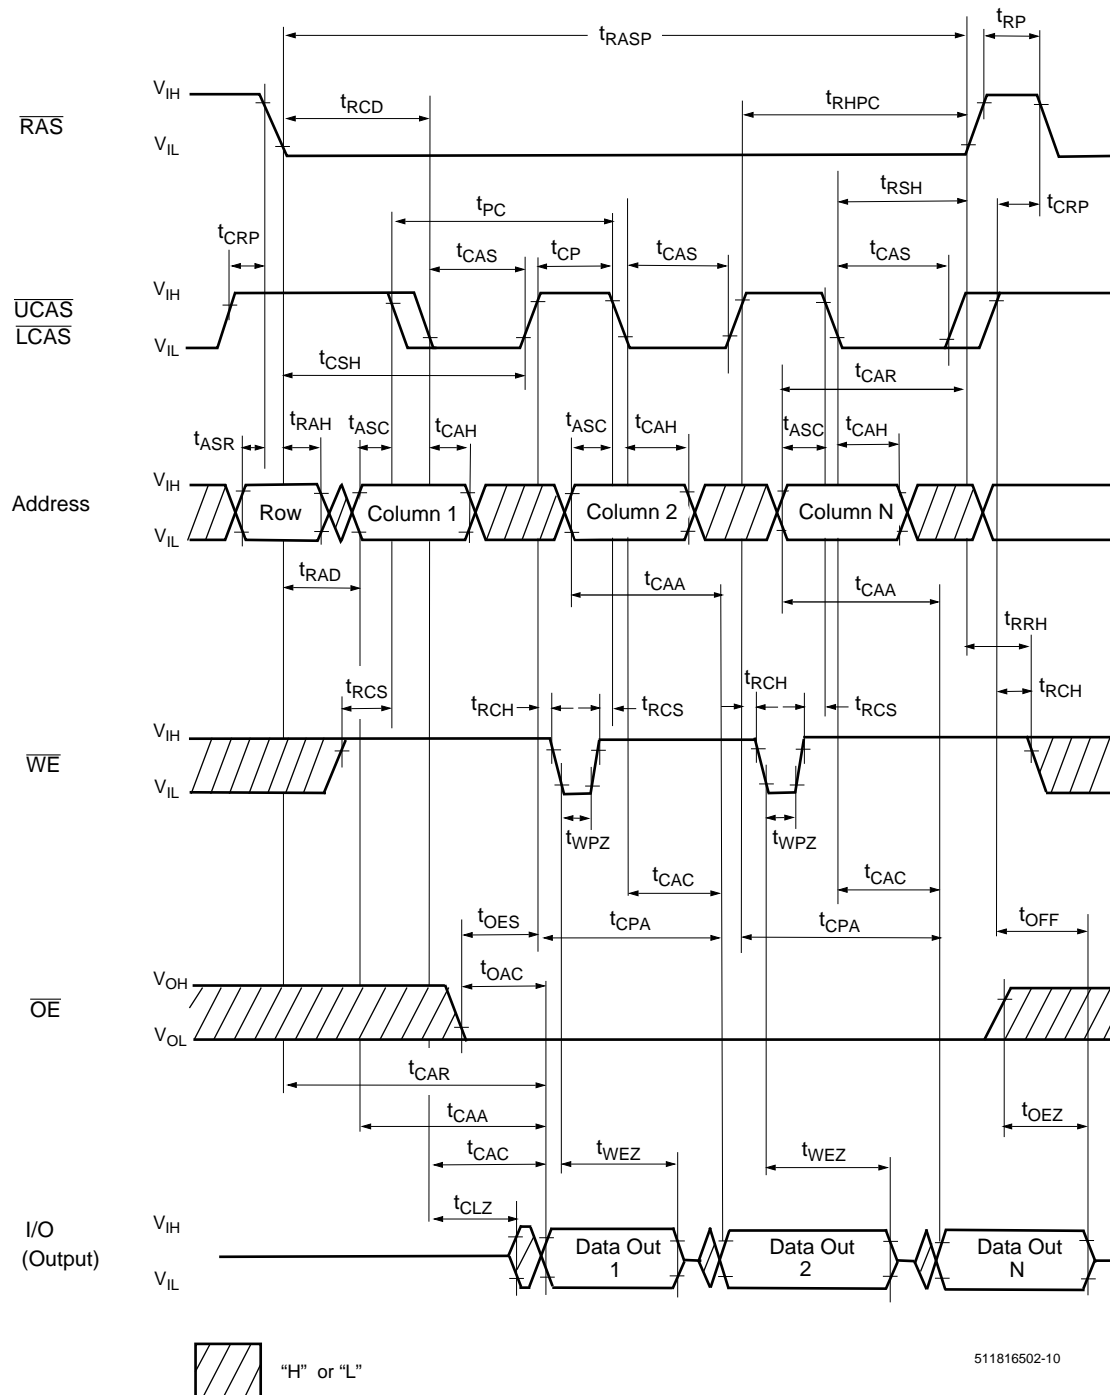 tRASP
tRP
VIH
RAS
VIL
tRCD
tRHPC
tRSH
tCRP
tPC
tCRP
tCAS
tCP
tCAS
tCAS
VIH
UCAS
LCAS
VIL
tCSH
tCAR
tASR
tRAH
tASC
tCAH
tASC
tCAH
tASC
tCAH
Address
VIH
VIL
Row
Column 1
Column 2
Column N
tRAD
tCAA
tCAA
tRRH
tRCS
tRCH
tRCS
tRCH
tRCS
tRCH
VIH
WE
VIL
tWPZ
tWPZ
tCAC
tCAC
tOES
tCPA
tCPA
tOFF
tOAC
VOH
OE
VOL
tCAR
tOEZ
tCAA
tCAC
tWEZ
tWEZ
tCLZ
I/O
(Output)
VIH
VIL
Data Out
1
Data Out
2
Data Out
N
“H” or “L”
511816502-10